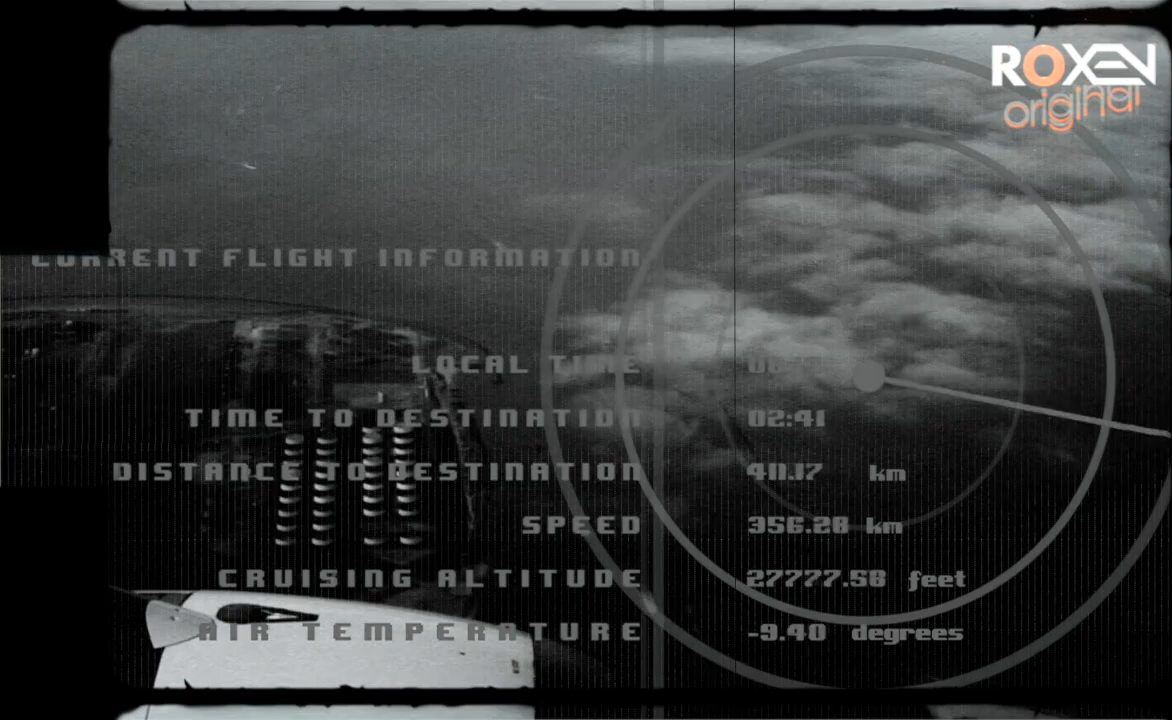 ROXEN
original
CURRENT FLIGHT INFORMATION
LOCAL TIME
TIME TO DESTINATION 02:41
DISTANCE TO DESTINATION 411.17 km
SPEED 356.28 km
CRUISING ALTITUDE 27777.58 feet
AIR TEMPERATURE -9.40 degrees